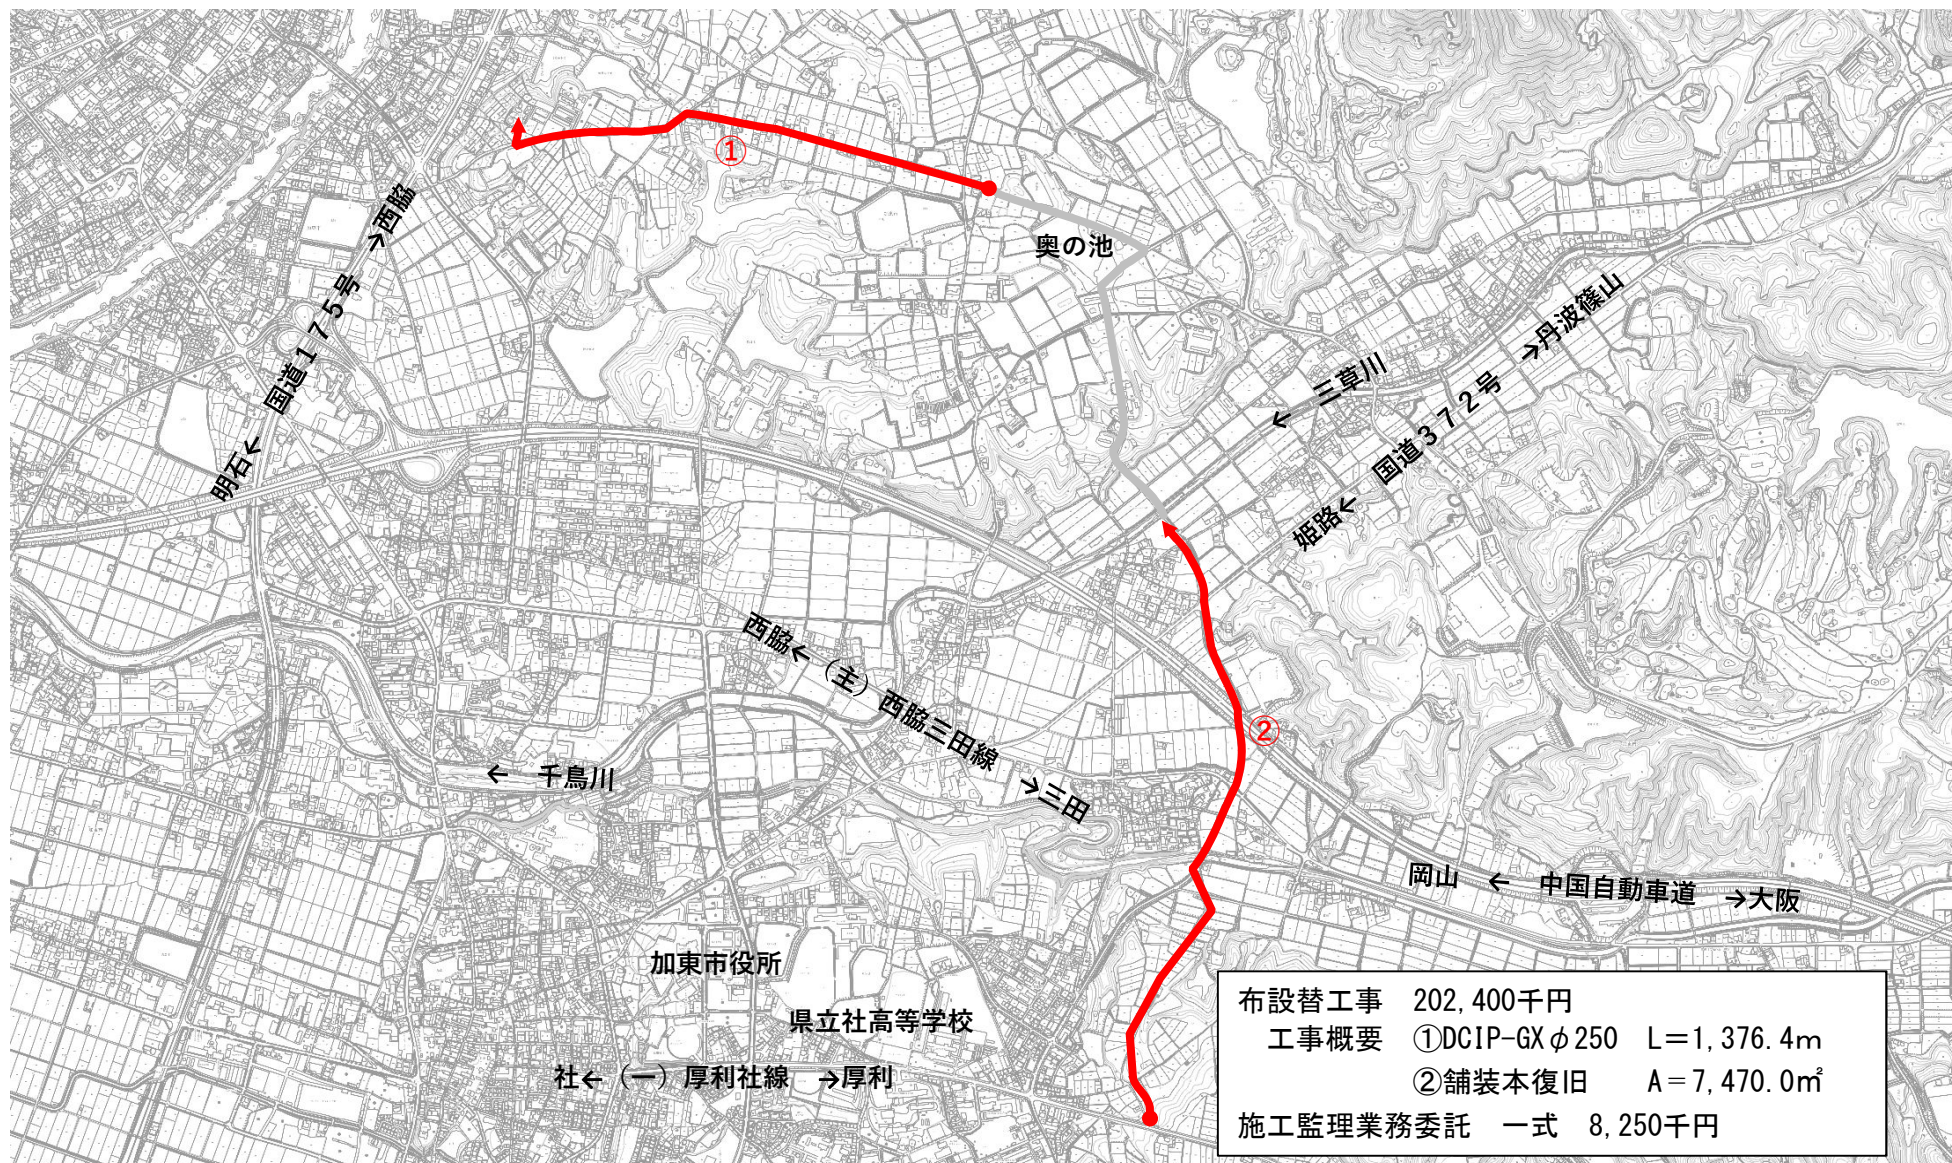 ①
奥の池
国道１７５号 →西脇
明石←
← 三草川
→丹波篠山
国道３７２号
姫路←
西脇←（主）西脇三田線 →三田
②
← 千鳥川
岡山 ← 中国自動車道 →大阪
加東市役所
県立社高等学校
社←（一）厚利社線 →厚利
布設替工事 202,400千円
工事概要 ①DCIP-GXφ250 L＝1,376.4m
②舗装本復旧 A＝7,470.0㎡
施工監理業務委託 一式 8,250千円